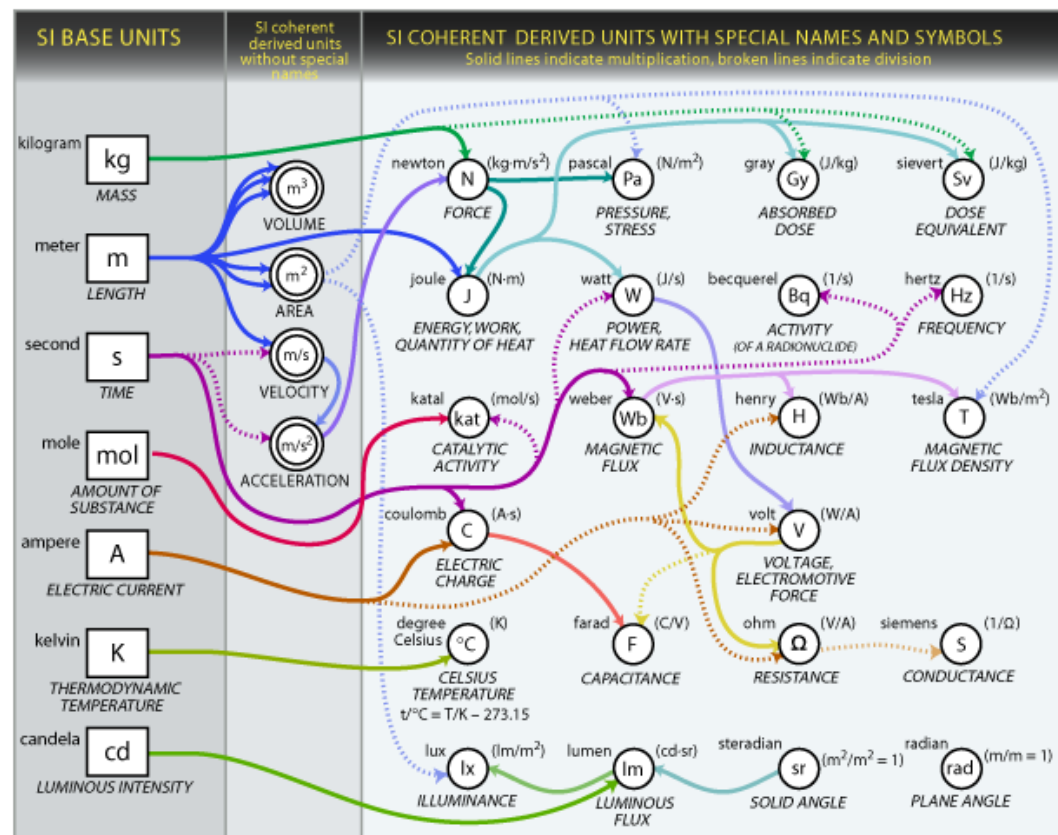 SI BASE UNITS
SI coherent
derived units
without special
names
SI COHERENT DERIVED UNITS WITH SPECIAL NAMES AND SYMBOLS
Solid lines indicate multiplication, broken lines indicate division
kilogram
kg
MASS
meter
m
LENGTH
second
s
TIME
mole
mol
AMOUNT OF
SUBSTANCE
ampere
A
ELECTRIC CURRENT
kelvin
K
THERMODYNAMIC
TEMPERATURE
candela
cd
LUMINOUS INTENSITY
m³
VOLUME
m²
AREA
m/s
VELOCITY
m/s²
ACCELERATION
newton
N
(kg·m/s²)
FORCE
pascal
Pa
(N/m²)
PRESSURE,
STRESS
gray
Gy
(J/kg)
ABSORBED
DOSE
sievert
Sv
(J/kg)
DOSE
EQUIVALENT
joule
J
(N·m)
ENERGY, WORK,
QUANTITY OF HEAT
watt
W
(J/s)
POWER,
HEAT FLOW RATE
becquerel
Bq
(1/s)
ACTIVITY
(OF A RADIONUCLIDE)
hertz
Hz
(1/s)
FREQUENCY
katal
kat
(mol/s)
CATALYTIC
ACTIVITY
weber
Wb
(V·s)
MAGNETIC
FLUX
henry
H
(Wb/A)
INDUCTANCE
tesla
T
(Wb/m²)
MAGNETIC
FLUX DENSITY
coulomb
C
(A·s)
ELECTRIC
CHARGE
volt
V
(W/A)
VOLTAGE,
ELECTROMOTIVE
FORCE
degree
Celsius
°C
(K)
CELSIUS
TEMPERATURE
t/°C = T/K – 273.15
farad
F
(C/V)
CAPACITANCE
ohm
Ω
(V/A)
RESISTANCE
siemens
S
(1/Ω)
CONDUCTANCE
lux
lx
(lm/m²)
ILLUMINANCE
lumen
lm
(cd·sr)
LUMINOUS
FLUX
steradian
sr
(m²/m² = 1)
SOLID ANGLE
radian
rad
(m/m = 1)
PLANE ANGLE